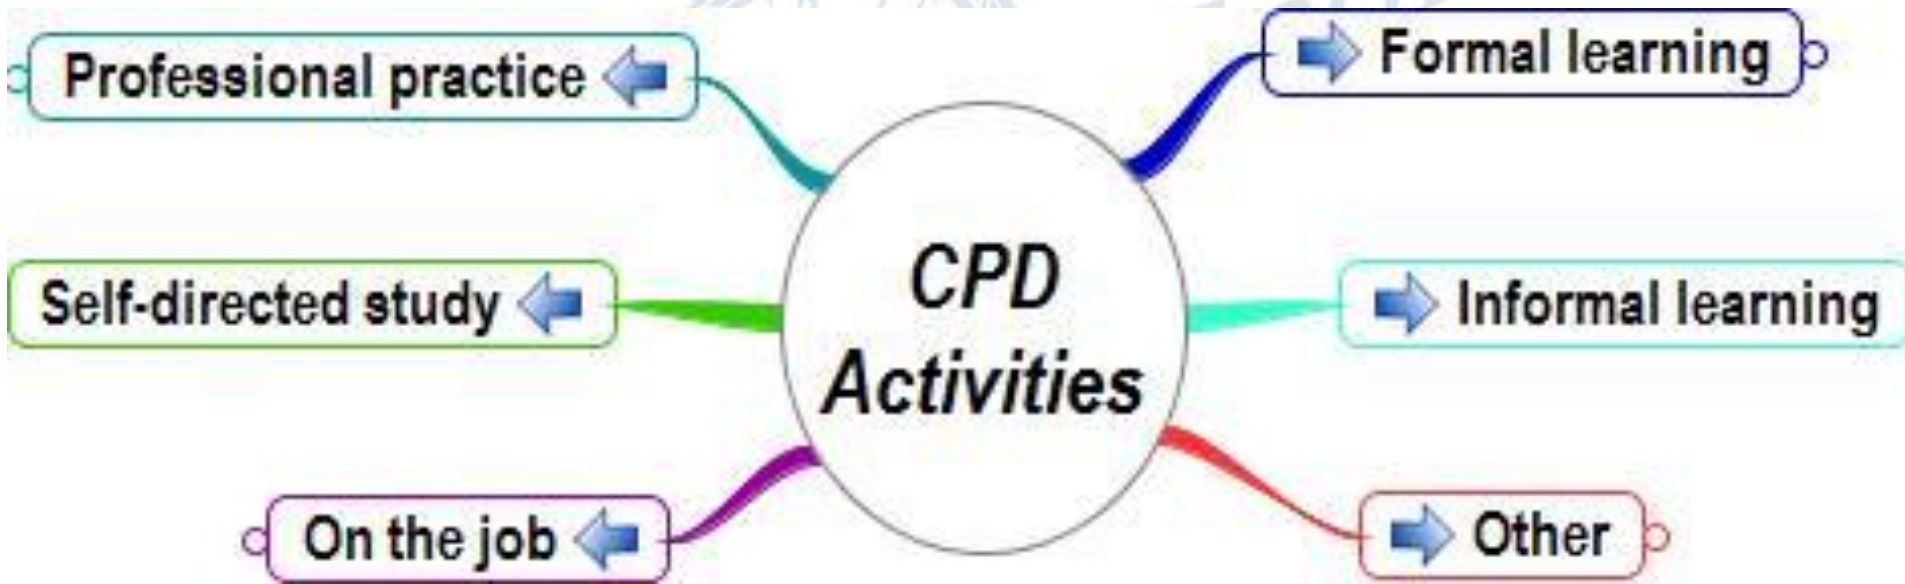 Professional practice
Formal learning
CPD
Activities
Self-directed study
Informal learning
On the job
Other